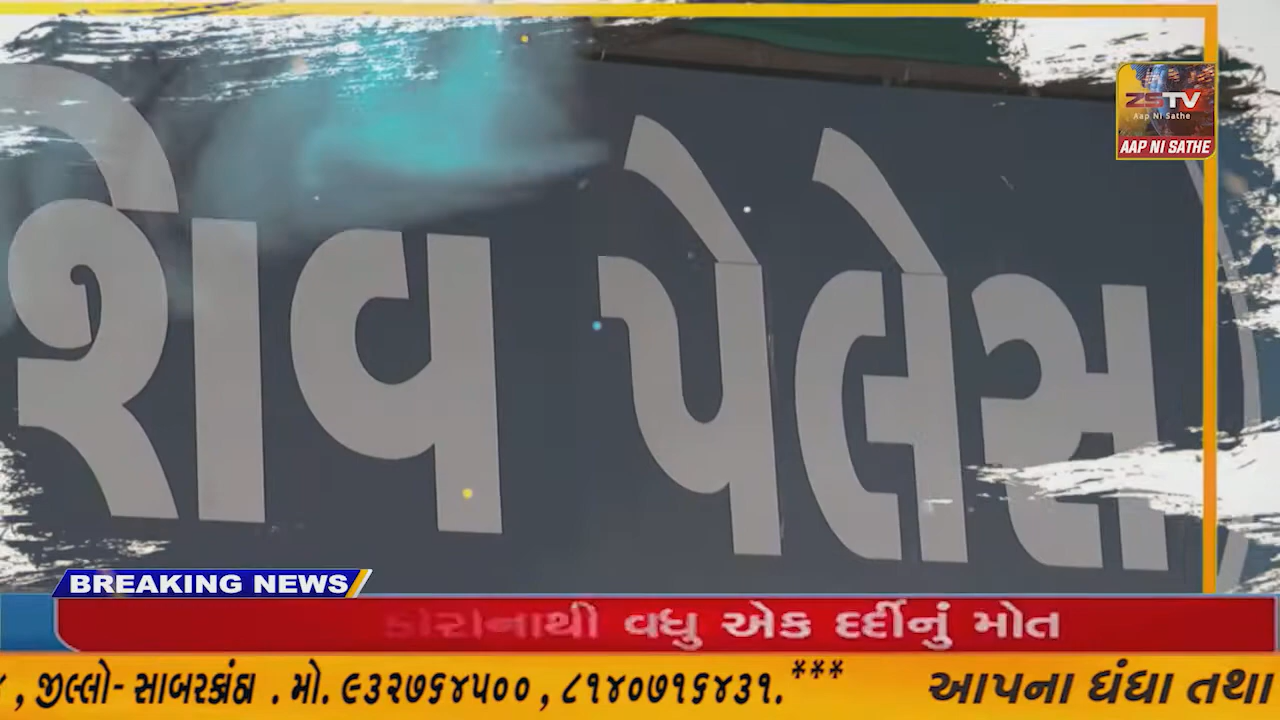 શિવ પેલેસ
ZSTV
Aap Ni Sathe
AAP NI SATHE
BREAKING NEWS
કોરોનાથી વધુ એક દર્દીનું મોત
, જીલ્લો- સાબરકાંઠા . મો. ૯૩૨૭૬૪૫૦૦ , ૮૧૪૦૭૧૬૪૩૧.*** આપના ધંધા તથા